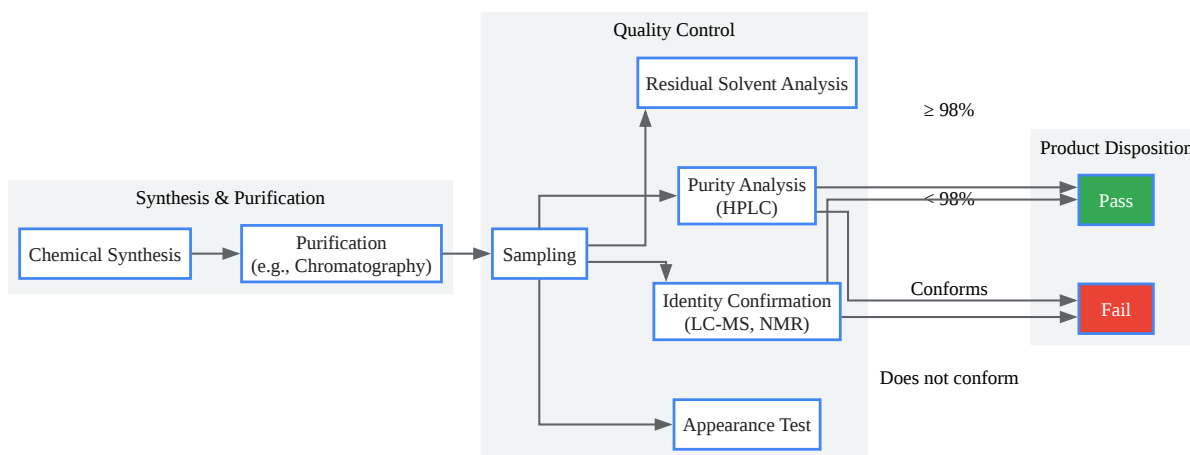 Quality Control
Residual Solvent Analysis
≥ 98%
Product Disposition
Synthesis & Purification
Purity Analysis
(HPLC)
< 98%
Pass
Chemical Synthesis
Purification
(e.g., Chromatography)
Sampling
Identity Confirmation
(LC-MS, NMR)
Conforms
Fail
Does not conform
Appearance Test